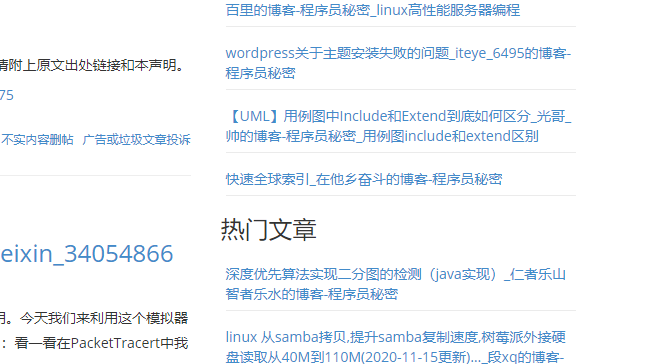 请附上原文出处链接和本声明。
75
不实内容删帖 广告或垃圾文章投诉
eixin_34054866
明。今天我们来利用这个模拟器
：看一看在PacketTracert中我
百里的博客-程序员秘密_linux高性能服务器编程
wordpress关于主题安装失败的问题_iteye_6495的博客-
程序员秘密
【UML】用例图中Include和Extend到底如何区分_光哥_
帅的博客-程序员秘密_用例图include和extend区别
快速全球索引_在他乡奋斗的博客-程序员秘密
热门文章
深度优先算法实现二分图的检测（java实现）_仁者乐山
智者乐水的博客-程序员秘密
linux 从samba拷贝,提升samba复制速度,树莓派外接硬
盘读取从40M到110M(2020-11-15更新)..._段xq的博客-